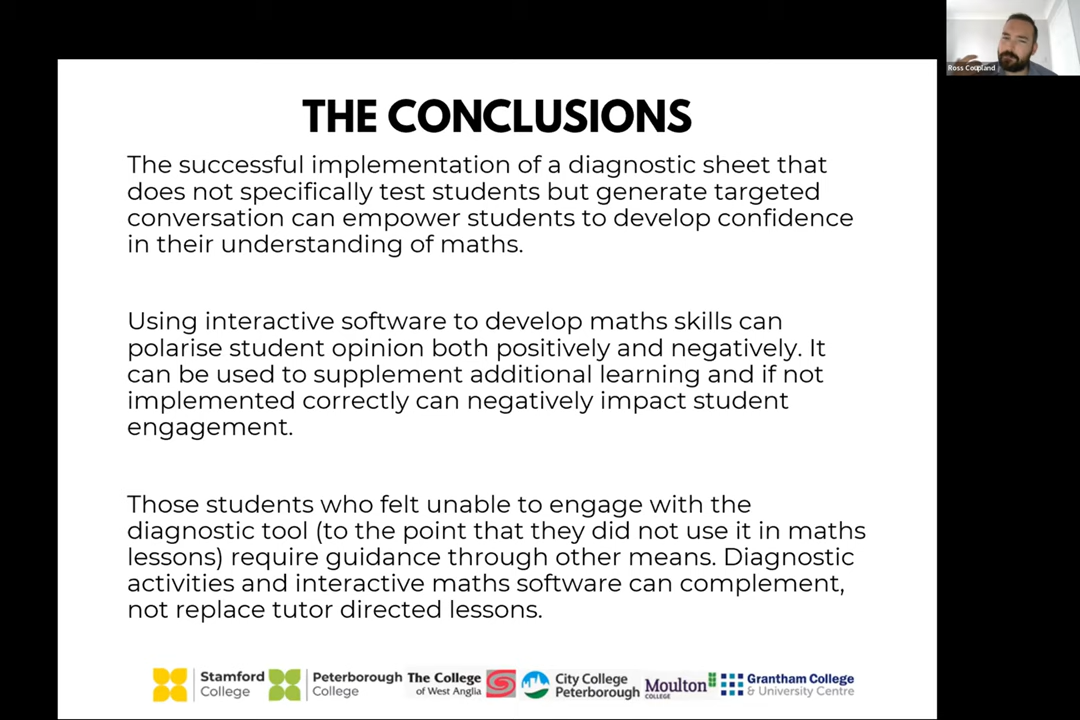 Ross Coupland
THE CONCLUSIONS
The successful implementation of a diagnostic sheet that
does not specifically test students but generate targeted
conversation can empower students to develop confidence
in their understanding of maths.
Using interactive software to develop maths skills can
polarise student opinion both positively and negatively. It
can be used to supplement additional learning and if not
implemented correctly can negatively impact student
engagement.
Those students who felt unable to engage with the
diagnostic tool (to the point that they did not use it in maths
lessons) require guidance through other means. Diagnostic
activities and interactive maths software can complement,
not replace tutor directed lessons.
Stamford
College
Peterborough
College
The College
of West Anglia
City College
Peterborough
Moulton
COLLEGE
Grantham College
& University Centre